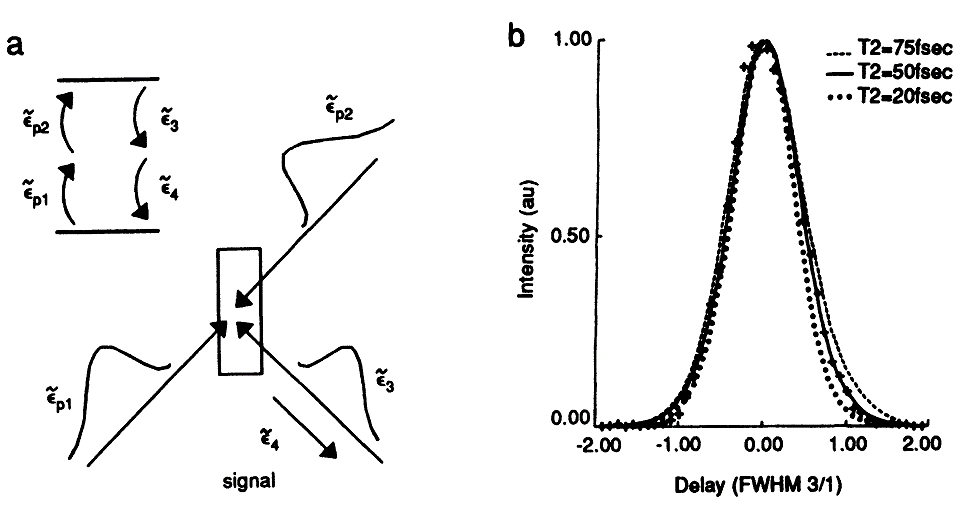 a
ε̃p2
ε̃3
ε̃p1
ε̃4
ε̃p2
ε̃p1
ε̃3
ε̃4
signal
b
1.00
0.50
0.00
-2.00 -1.00 0.00 1.00 2.00
Intensity (au)
Delay (FWHM 3/1)
T2=75fsec
T2=50fsec
T2=20fsec